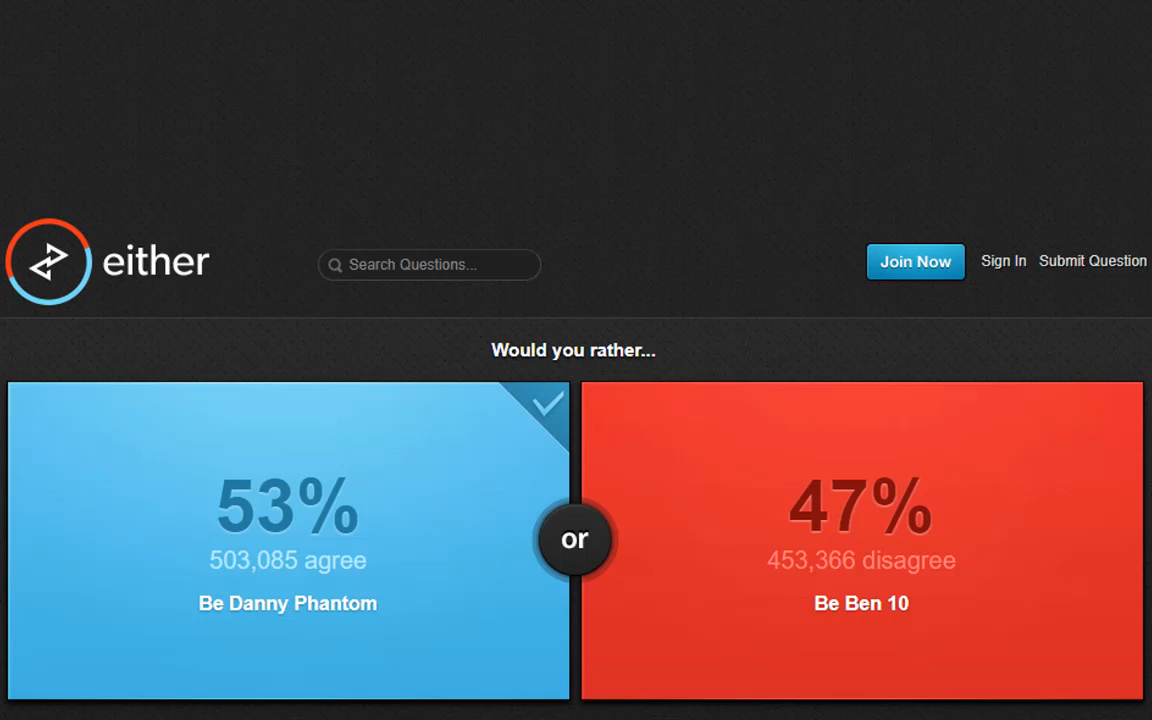 either
Search Questions...
Join Now
Sign In
Submit Question
Would you rather...
53%
503,085 agree
Be Danny Phantom
or
47%
453,366 disagree
Be Ben 10